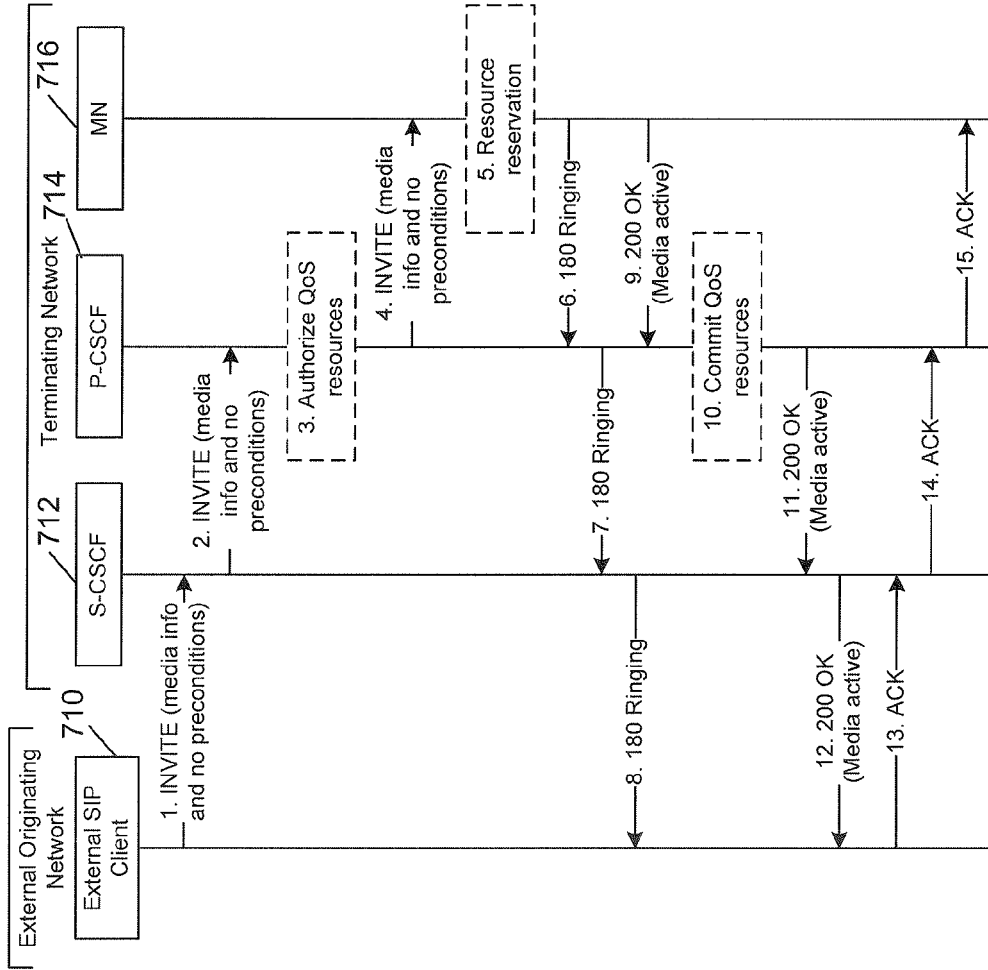 External Originating
Network
710
External SIP
Client
Terminating Network
712
S-CSCF
714
P-CSCF
716
MN
1. INVITE (media info
and no preconditions)
2. INVITE (media
info and no
preconditions)
3. Authorize QoS
resources
4. INVITE (media
info and no
preconditions)
5. Resource
reservation
6. 180 Ringing
7. 180 Ringing
8. 180 Ringing
9. 200 OK
(Media active)
10. Commit QoS
resources
11. 200 OK
(Media active)
12. 200 OK
(Media active)
13. ACK
14. ACK
15. ACK